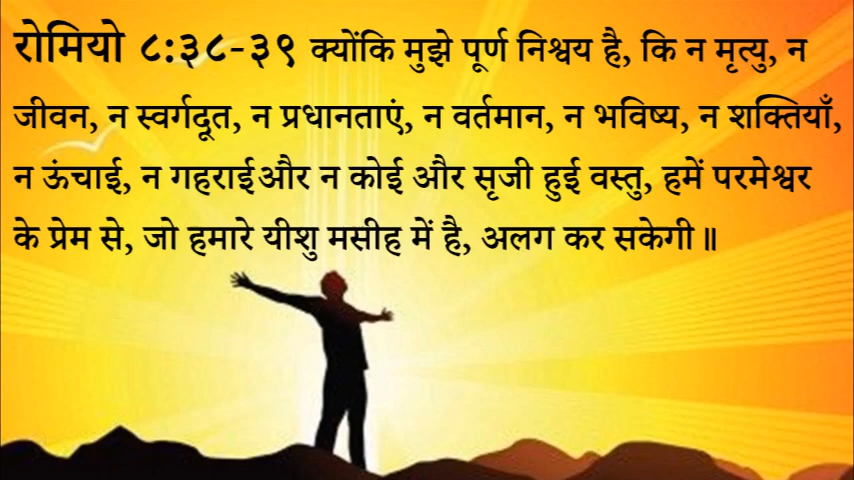 रोमियो ८:३८-३९ क्योंकि मुझे पूर्ण निश्चय है, कि न मृत्यु, न
जीवन, न स्वर्गदूत, न प्रधानताएं, न वर्तमान, न भविष्य, न शक्तियाँ,
न ऊंचाई, न गहराईऔर न कोई और सृजी हुई वस्तु, हमें परमेश्वर
के प्रेम से, जो हमारे यीशु मसीह में है, अलग कर सकेगी॥